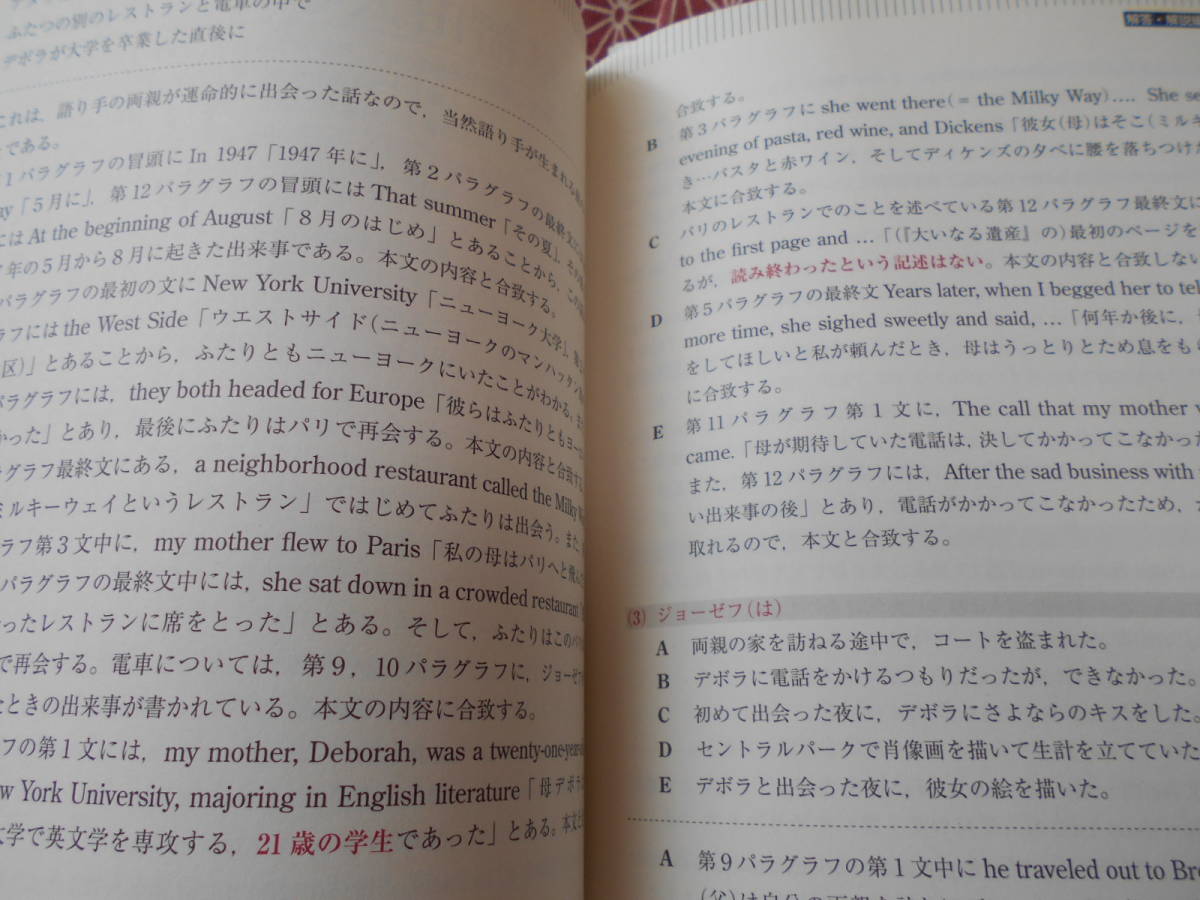 ふたつの別のレストランと電車の中で
デボラが大学を卒業した直後に
これは，語り手の両親が運命的に出会った話なので，当然語り手が生まれる
である。
1パラグラフの冒頭に In 1947「1947年に」，第2パラグラフの最終文に
ay「5月に」，第12パラグラフの冒頭には That summer「その夏」，
には At the beginning of August「8月のはじめ」とあることから，この
年の5月から8月に起きた出来事である。本文の内容と合致する。
パラグラフの最初の文に New York University「ニューヨーク大学」，
ラフには the West Side「ウエストサイド(ニューヨークのマンハッタン
区)」とあることから，ふたりともニューヨークにいたことがわかる。また
パラグラフには，they both headed for Europe「彼らはふたりともヨーロ
かった」とあり，最後にふたりはパリで再会する。本文の内容と合致する。
グラフ最終文にある，a neighborhood restaurant called the Milky Wa
ミルキーウェイというレストラン」ではじめてふたりは出会う。また，
ラフ第3文中に，my mother flew to Paris「私の母はパリへと飛ん
パラグラフの最終文中には，she sat down in a crowded restaurant
ったレストランに席をとった」とある。そして，ふたりはこのパリ
で再会する。電車については，第9，10パラグラフに，ジョーゼフ
たときの出来事が書かれている。本文の内容に合致する。
フの第1文には，my mother, Deborah, was a twenty-one-year-o
w York University, majoring in English literature「母デボラ
大学で英文学を専攻する，21歳の学生であった」とある。本文と
解答・解説編
合致する。
B 第3パラグラフに she went there(= the Milky Way)…. She se
evening of pasta, red wine, and Dickens「彼女(母)はそこ(ミルキ
き…パスタと赤ワイン，そしてディケンズの夕べに腰を落ちつけ
本文に合致する。
C パリのレストランでのことを述べている第12パラグラフ最終文に
to the first page and …「(『大いなる遺産』の)最初のページを
るが，読み終わったという記述はない。本文の内容と合致しない
D 第5パラグラフの最終文 Years later, when I begged her to tel
more time, she sighed sweetly and said, …「何年か後に，
をしてほしいと私が頼んだとき，母はうっとりとため息をも
に合致する。
E 第11パラグラフ第1文に，The call that my mother
came.「母が期待していた電話は，決してかかってこなかっ
また，第12パラグラフには，After the sad business with
い出来事の後」とあり，電話がかかってこなかったため，
取れるので，本文と合致する。
(3) ジョーゼフ(は)
A 両親の家を訪ねる途中で，コートを盗まれた。
B デボラに電話をかけるつもりだったが，できなかった。
C 初めて出会った夜に，デボラにさよならのキスをした。
D セントラルパークで肖像画を描いて生計を立てていた
E デボラと出会った夜に，彼女の絵を描いた。
A 第9パラグラフの第1文中に he traveled out to Bro